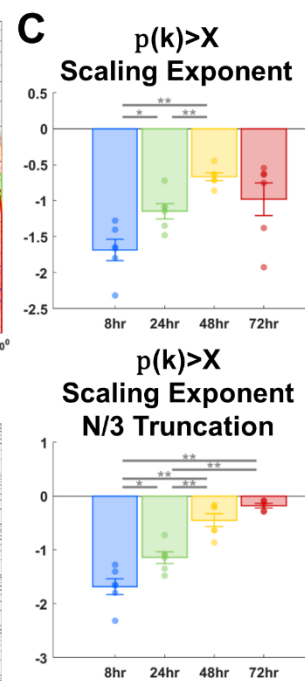 C
p(k)>X
Scaling Exponent
0.5
**
*
**
0
-0.5
-1
-1.5
-2
-2.5
8hr 24hr 48hr 72hr
0⁰
p(k)>X
Scaling Exponent
N/3 Truncation
1
**
**
**
*
**
0
-1
-2
-3
8hr 24hr 48hr 72hr